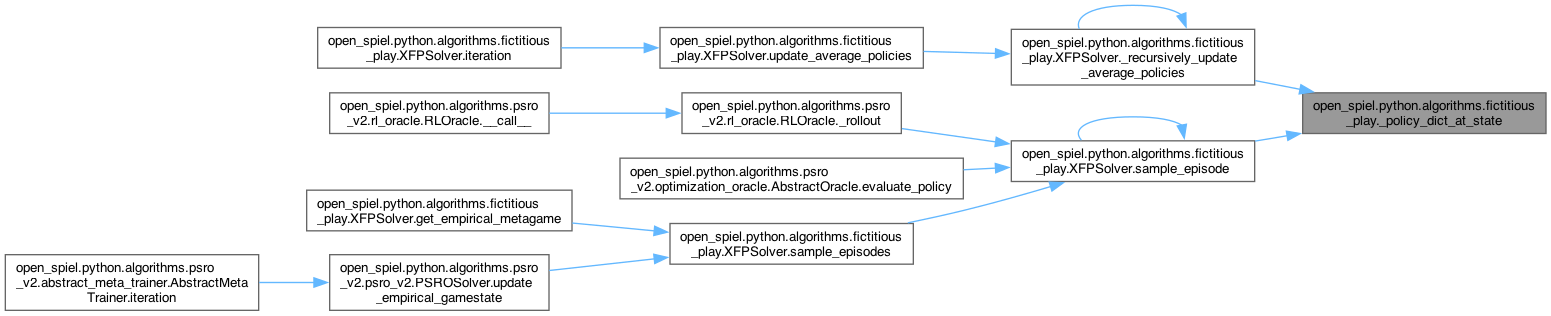 open_spiel.python.algorithms.fictitious
_play.XFPSolver.iteration
open_spiel.python.algorithms.fictitious
_play.XFPSolver.update_average_policies
open_spiel.python.algorithms.fictitious
_play.XFPSolver._recursively_update
_average_policies
open_spiel.python.algorithms.fictitious
_play._policy_dict_at_state
open_spiel.python.algorithms.psro
_v2.rl_oracle.RLOracle.__call__
open_spiel.python.algorithms.psro
_v2.rl_oracle.RLOracle._rollout
open_spiel.python.algorithms.fictitious
_play.XFPSolver.sample_episode
open_spiel.python.algorithms.psro
_v2.optimization_oracle.AbstractOracle.evaluate_policy
open_spiel.python.algorithms.fictitious
_play.XFPSolver.get_empirical_metagame
open_spiel.python.algorithms.fictitious
_play.XFPSolver.sample_episodes
open_spiel.python.algorithms.psro
_v2.abstract_meta_trainer.AbstractMeta
Trainer.iteration
open_spiel.python.algorithms.psro
_v2.psro_v2.PSROSolver.update
_empirical_gamestate